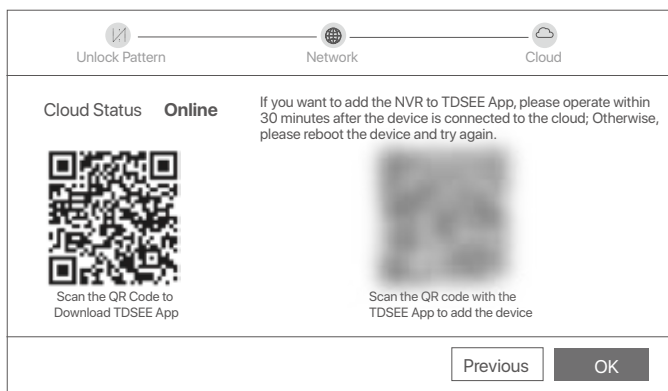 Unlock Pattern
Network
Cloud
Cloud Status Online
If you want to add the NVR to TDSEE App, please operate within
30 minutes after the device is connected to the cloud; Otherwise,
please reboot the device and try again.
Scan the QR Code to
Download TDSEE App
Scan the QR code with the
TDSEE App to add the device
Previous
OK